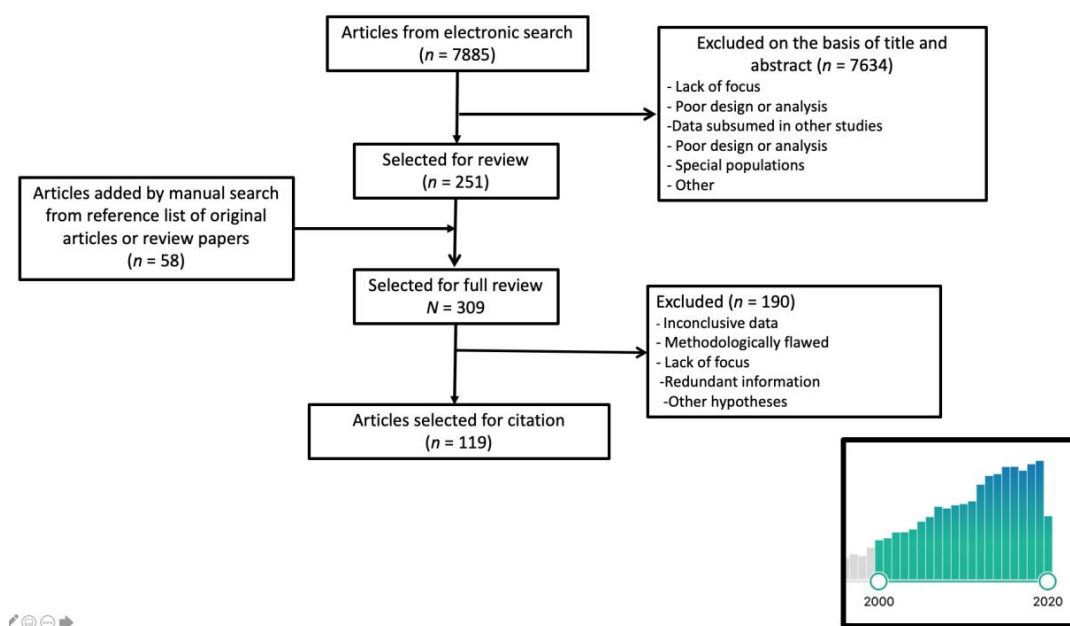 Articles from electronic search
(n = 7885)
Excluded on the basis of title and
abstract (n = 7634)
- Lack of focus
- Poor design or analysis
-Data subsumed in other studies
- Poor design or analysis
- Special populations
- Other
Selected for review
(n = 251)
Articles added by manual search
from reference list of original
articles or review papers
(n = 58)
Selected for full review
N = 309
Excluded (n = 190)
- Inconclusive data
- Methodologically flawed
- Lack of focus
-Redundant information
-Other hypotheses
Articles selected for citation
(n = 119)
2000
2020